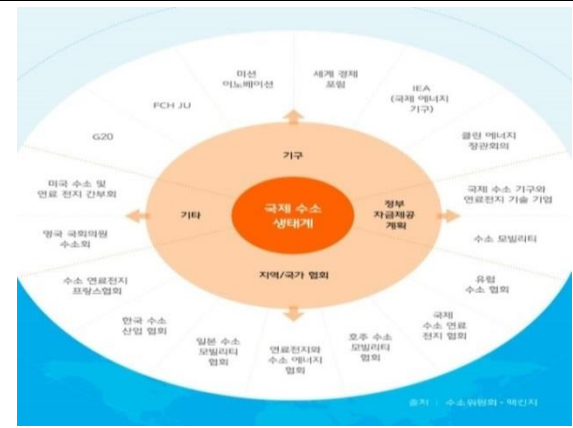 미션
이노베이션
세계 경제
포럼
IEA
(국제 에너지
기구)
FCH JU
G20
클린 에너지
장관회의
기구
미국 수소 및
연료 전지 간부회
기타
국제 수소
생태계
정부
자금제공
계획
국제 수소 기구와
연료전지 기술 기업
영국 국회의원
수소회
수소 모빌리티
지역/국가 협회
수소 연료전지
프랑스협회
유럽
수소 협회
한국 수소
산업 협회
일본 수소
모빌리티
협회
연료전지와
수소 에너지
협회
호주 수소
모빌리티
협회
국제
수소 연료
전지 협회
출처 : 수소위원회·맥킨지